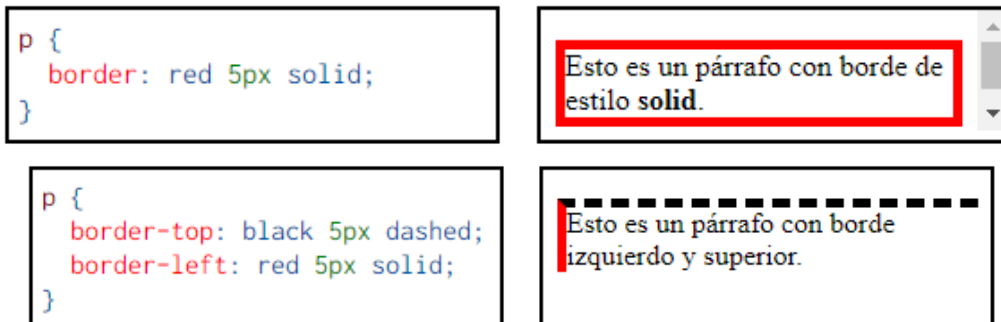 p {
  border: red 5px solid;
}
Esto es un párrafo con borde de
estilo solid.
p {
  border-top: black 5px dashed;
  border-left: red 5px solid;
}
Esto es un párrafo con borde
izquierdo y superior.